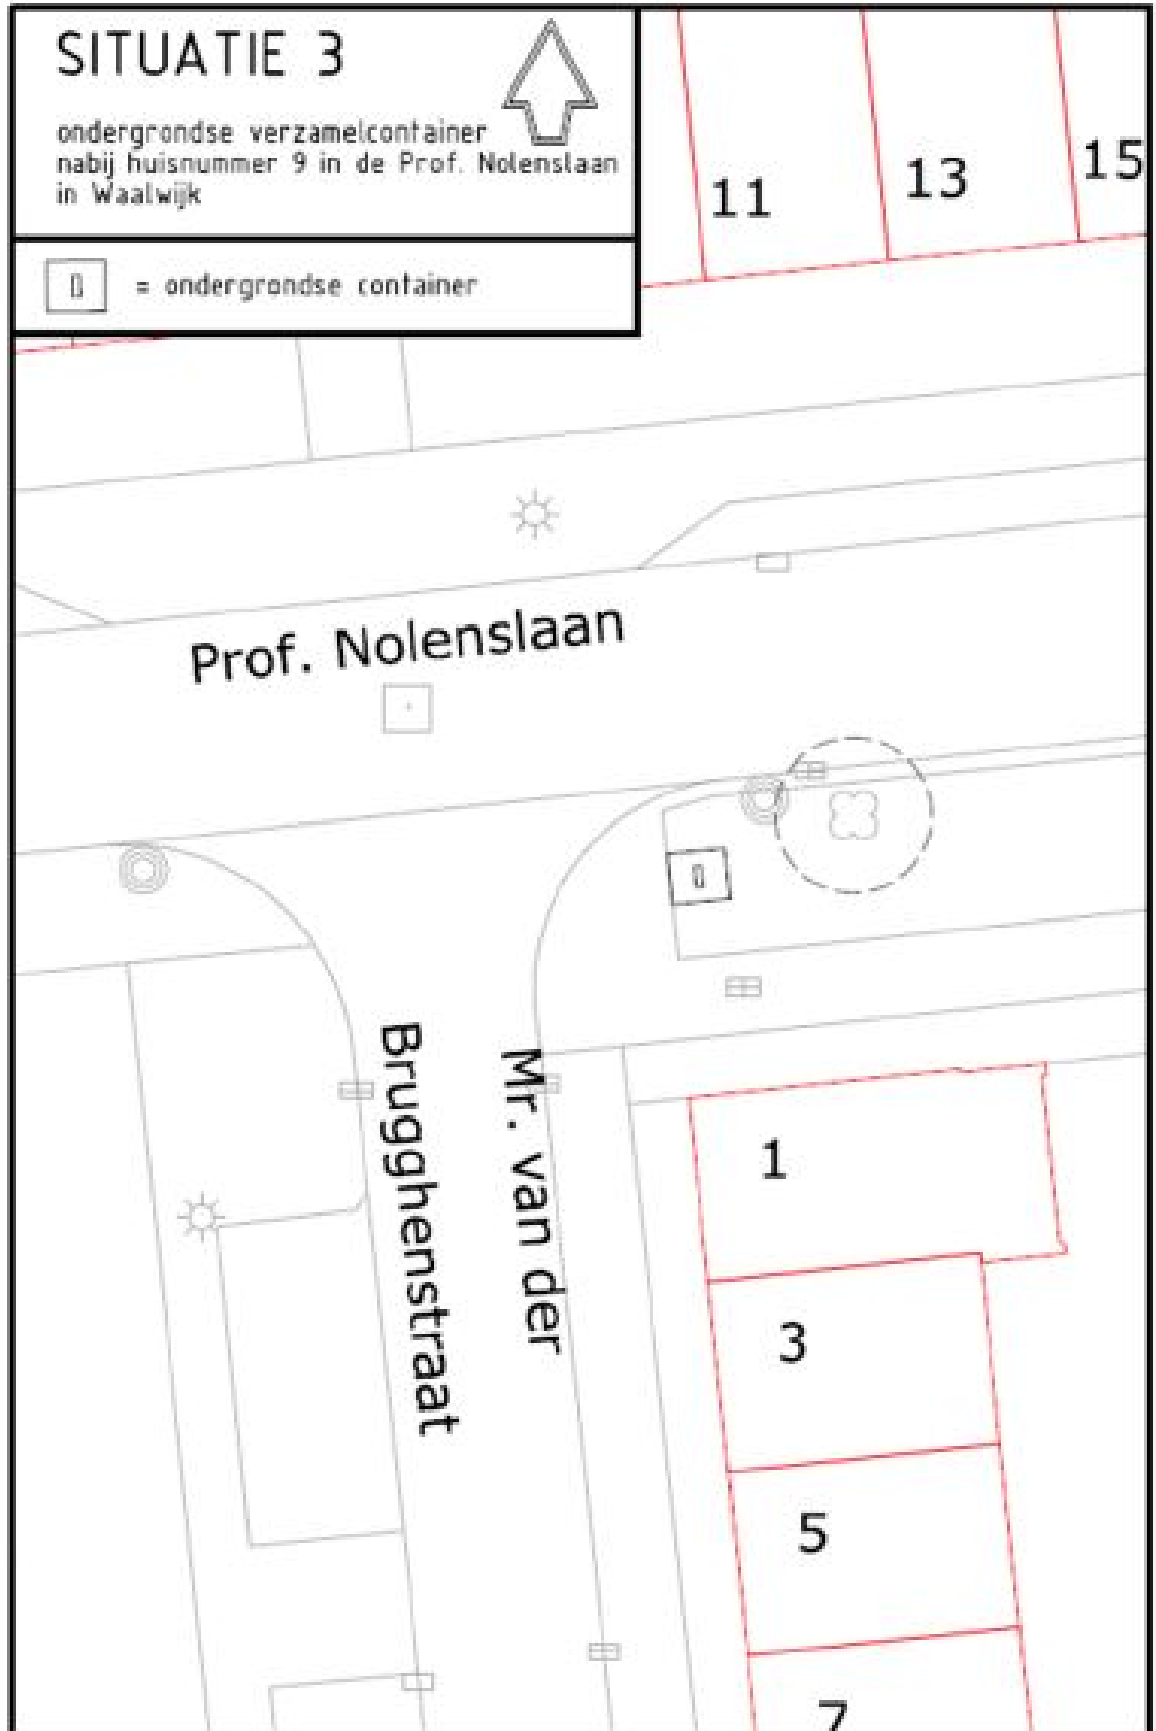 SITUATIE 3
ondergrondse verzamelcontainer
nabij huisnummer 9 in de Prof. Nolenslaan
in Waalwijk
= ondergrondse container
11
13
15
Prof. Nolenslaan
Mr. van der
Brugghenstraat
1
3
5
7